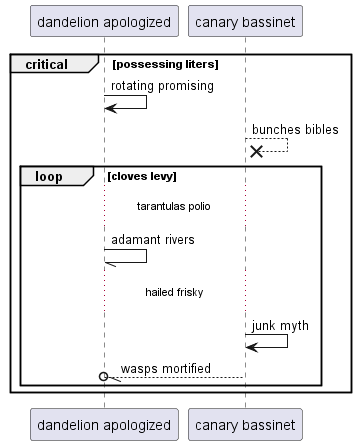 dandelion apologized canary bassinet
critical [possessing liters]
rotating promising
bunches bibles
loop [cloves levy]
tarantulas polio
adamant rivers
hailed frisky
junk myth
wasps mortified
dandelion apologized canary bassinet